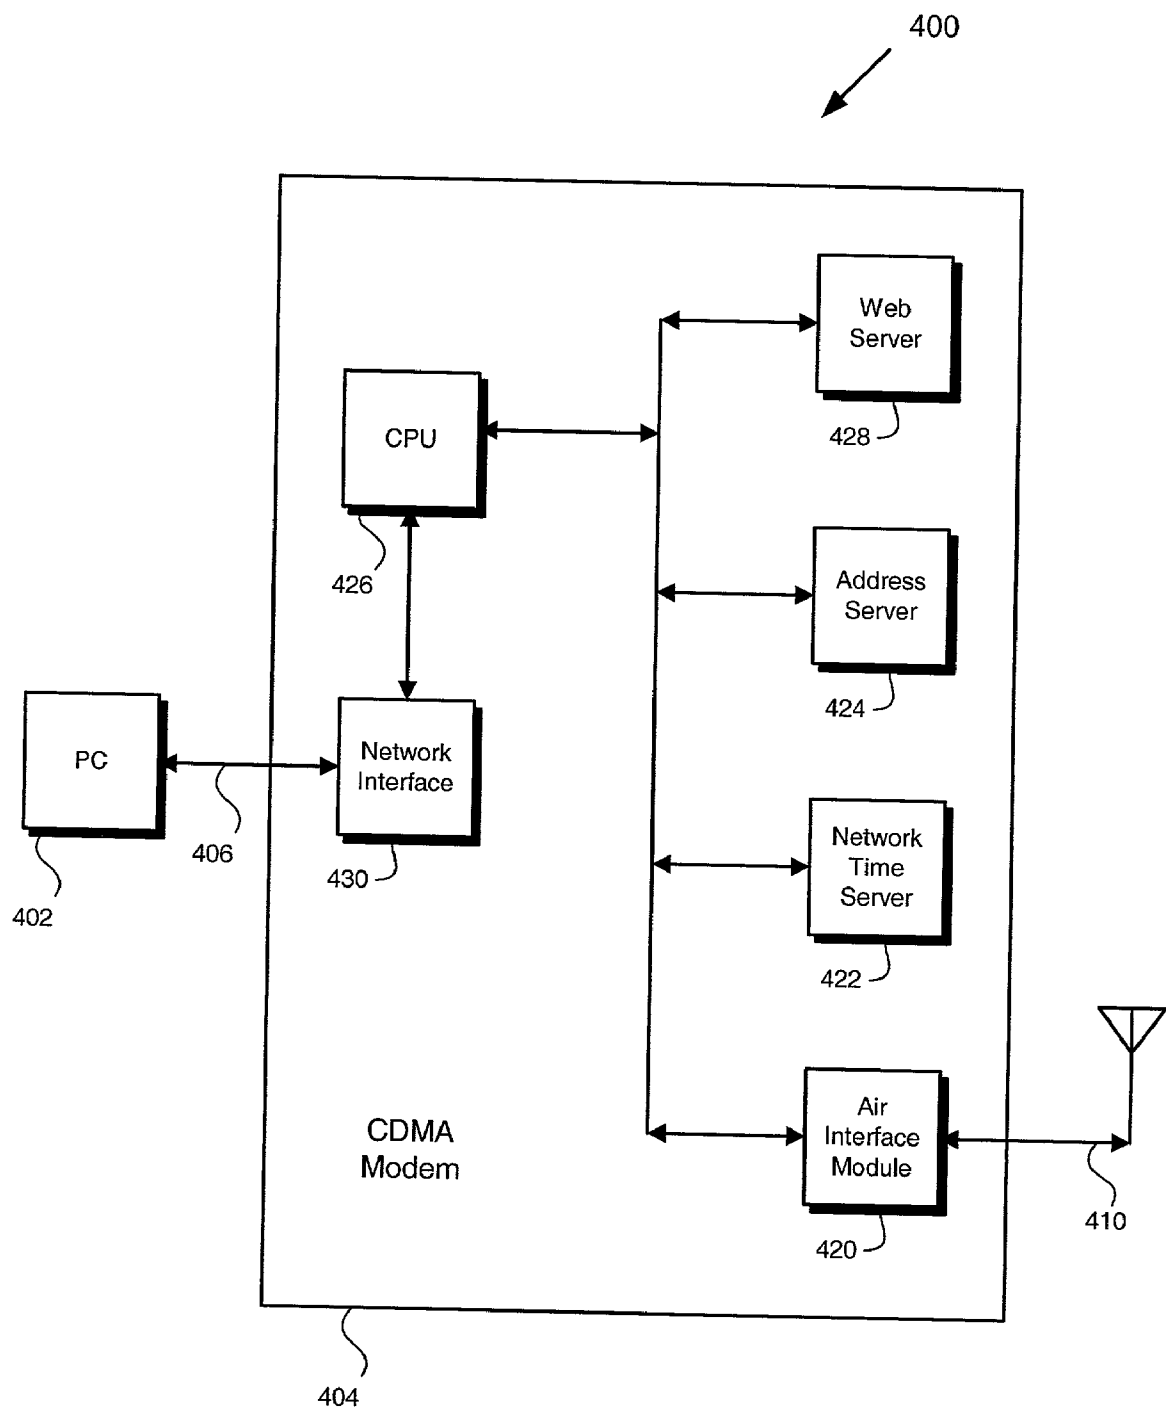 400
Web
Server
428
CPU
426
Address
Server
424
PC
402
406
Network
Interface
430
Network
Time
Server
422
Air
Interface
Module
420
410
CDMA
Modem
404